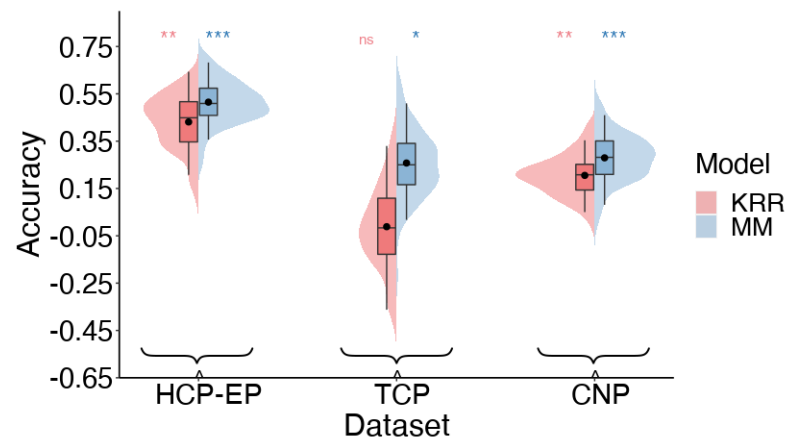 ** *** ns * ** ***
0.75
0.55
0.35
0.15
-0.05
-0.25
-0.45
-0.65
Accuracy
HCP-EP TCP CNP
Dataset
Model
KRR
MM